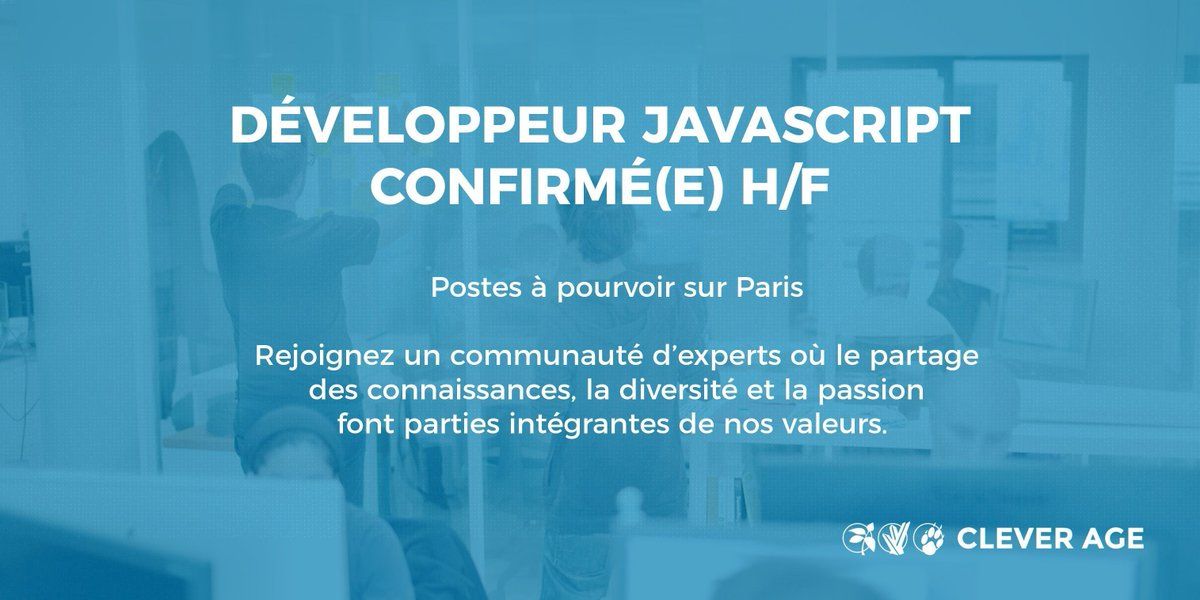 DÉVELOPPEUR JAVASCRIPT
CONFIRMÉ(E) H/F
Postes à pourvoir sur Paris
Rejoignez un communauté d'experts où le partage
des connaissances, la diversité et la passion
font parties intégrantes de nos valeurs.
CLEVER AGE